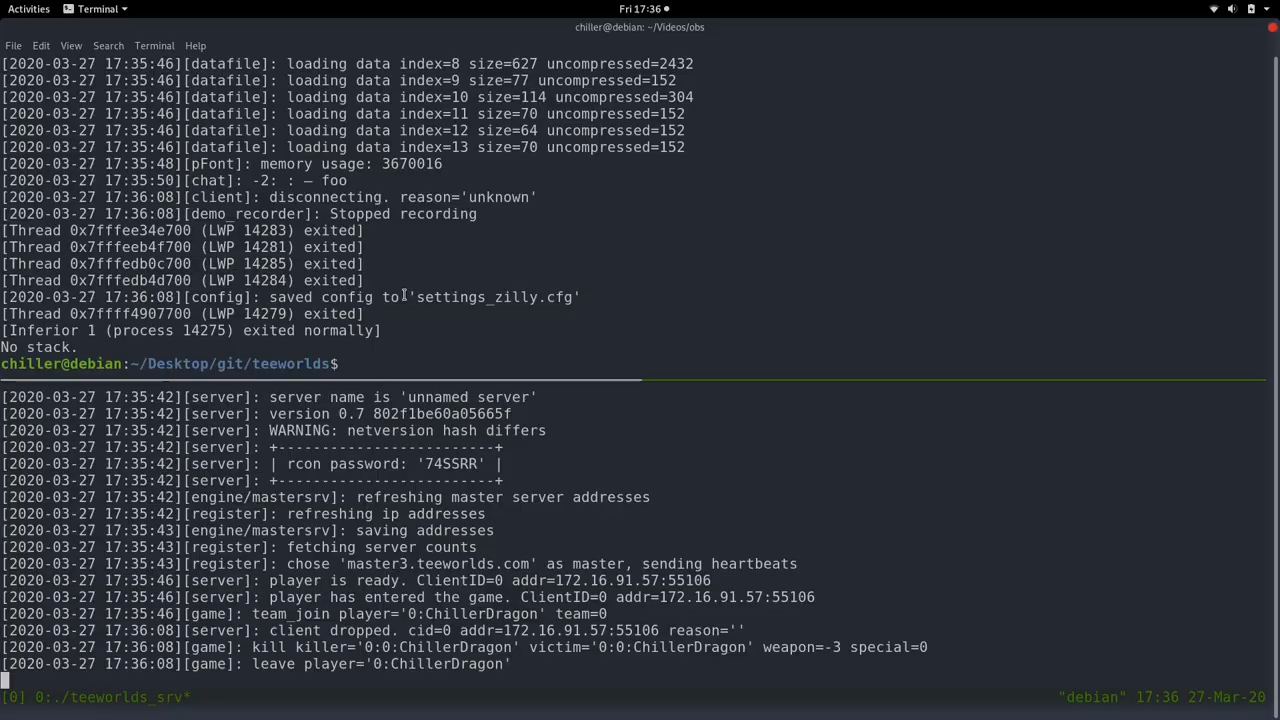 Activities Terminal Fri 17:36
chiller@debian: ~/Videos/obs
File Edit View Search Terminal Help
[2020-03-27 17:35:46][datafile]: loading data index=8 size=627 uncompressed=2432
[2020-03-27 17:35:46][datafile]: loading data index=9 size=77 uncompressed=152
[2020-03-27 17:35:46][datafile]: loading data index=10 size=114 uncompressed=304
[2020-03-27 17:35:46][datafile]: loading data index=11 size=70 uncompressed=152
[2020-03-27 17:35:46][datafile]: loading data index=12 size=64 uncompressed=152
[2020-03-27 17:35:46][datafile]: loading data index=13 size=70 uncompressed=152
[2020-03-27 17:35:48][pFont]: memory usage: 3670016
[2020-03-27 17:35:50][chat]: -2: : — foo
[2020-03-27 17:36:08][client]: disconnecting. reason='unknown'
[2020-03-27 17:36:08][demo_recorder]: Stopped recording
[Thread 0x7fffee34e700 (LWP 14283) exited]
[Thread 0x7fffeeb4f700 (LWP 14281) exited]
[Thread 0x7fffedb0c700 (LWP 14285) exited]
[Thread 0x7fffedb4d700 (LWP 14284) exited]
[2020-03-27 17:36:08][config]: saved config to 'settings_zilly.cfg'
[Thread 0x7ffff4907700 (LWP 14279) exited]
[Inferior 1 (process 14275) exited normally]
No stack.
chiller@debian:~/Desktop/git/teeworlds$
[2020-03-27 17:35:42][server]: server name is 'unnamed server'
[2020-03-27 17:35:42][server]: version 0.7 802f1be60a05665f
[2020-03-27 17:35:42][server]: WARNING: netversion hash differs
[2020-03-27 17:35:42][server]: +-------------------------+
[2020-03-27 17:35:42][server]: | rcon password: '74SSRR' |
[2020-03-27 17:35:42][server]: +-------------------------+
[2020-03-27 17:35:42][engine/mastersrv]: refreshing master server addresses
[2020-03-27 17:35:42][register]: refreshing ip addresses
[2020-03-27 17:35:43][engine/mastersrv]: saving addresses
[2020-03-27 17:35:43][register]: fetching server counts
[2020-03-27 17:35:43][register]: chose 'master3.teeworlds.com' as master, sending heartbeats
[2020-03-27 17:35:46][server]: player is ready. ClientID=0 addr=172.16.91.57:55106
[2020-03-27 17:35:46][server]: player has entered the game. ClientID=0 addr=172.16.91.57:55106
[2020-03-27 17:35:46][game]: team_join player='0:ChillerDragon' team=0
[2020-03-27 17:36:08][server]: client dropped. cid=0 addr=172.16.91.57:55106 reason=''
[2020-03-27 17:36:08][game]: kill killer='0:0:ChillerDragon' victim='0:0:ChillerDragon' weapon=-3 special=0
[2020-03-27 17:36:08][game]: leave player='0:ChillerDragon'
[0] 0:./teeworlds_srv* "debian" 17:36 27-Mar-20